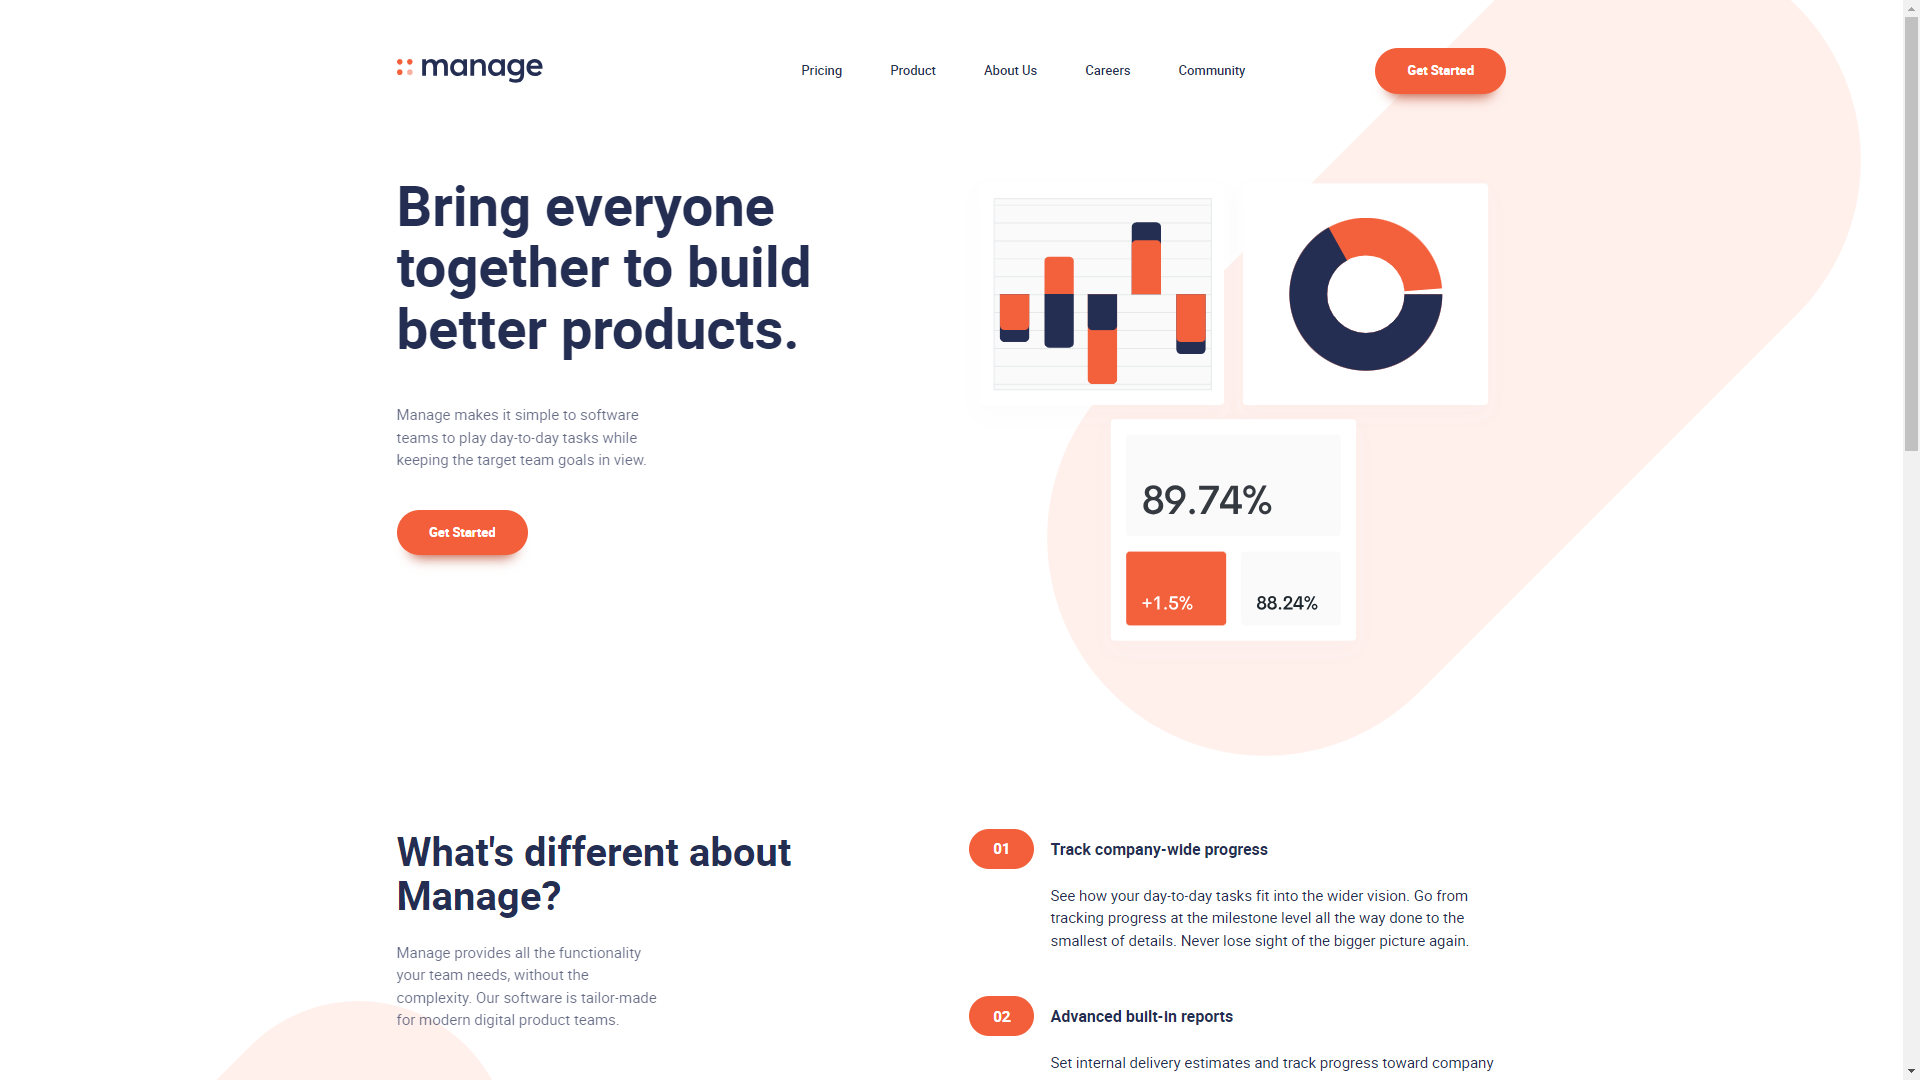 manage
Pricing
Product
About Us
Careers
Community
Get Started
Bring everyone
together to build
better products.
Manage makes it simple to software
teams to play day-to-day tasks while
keeping the target team goals in view.
Get Started
89.74%
+1.5%
88.24%
What's different about
Manage?
Manage provides all the functionality
your team needs, without the
complexity. Our software is tailor-made
for modern digital product teams.
01
Track company-wide progress
See how your day-to-day tasks fit into the wider vision. Go from
tracking progress at the milestone level all the way done to the
smallest of details. Never lose sight of the bigger picture again.
02
Advanced built-in reports
Set internal delivery estimates and track progress toward company